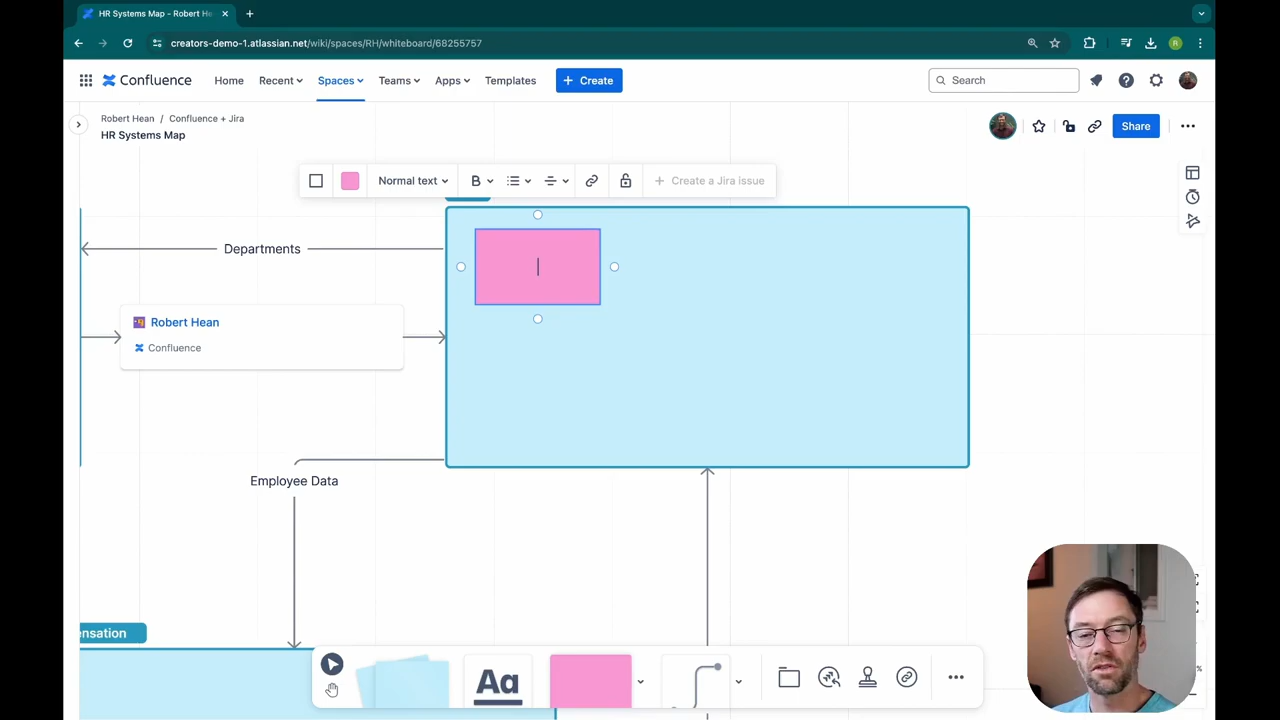 HR Systems Map - Robert He
creators-demo-1.atlassian.net/wiki/spaces/RH/whiteboard/68255757
R
Confluence
Home
Recent
Spaces
Teams
Apps
Templates
+ Create
Search
Robert Hean / Confluence + Jira
HR Systems Map
Share
Normal text
B
+ Create a Jira issue
Departments
Robert Hean
Confluence
Employee Data
ensation
Aa
%